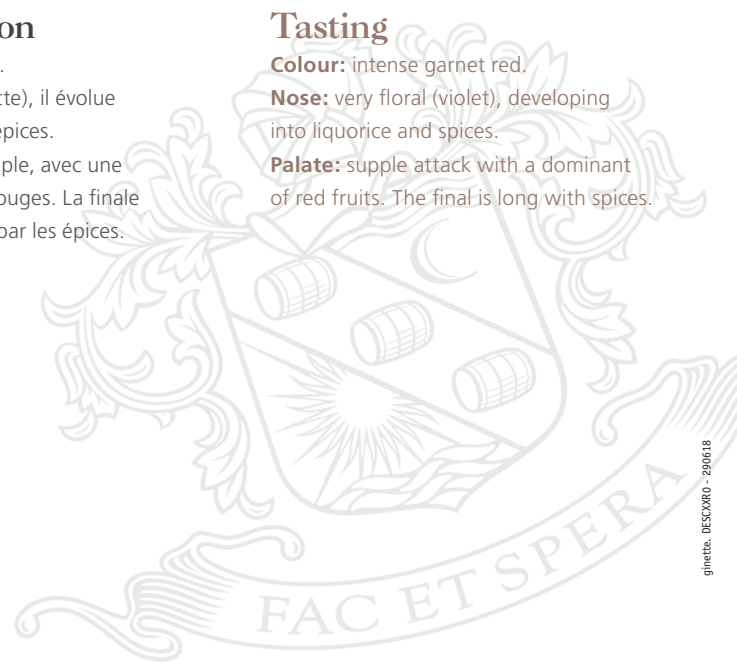 on
.
tte), il évolue
épices.
ple, avec une
ouges. La finale
par les épices.
Tasting
Colour: intense garnet red.
Nose: very floral (violet), developing
into liquorice and spices.
Palate: supple attack with a dominant
of red fruits. The final is long with spices.
FAC ET SPERA
ginette. DESCXXR0 - 290618